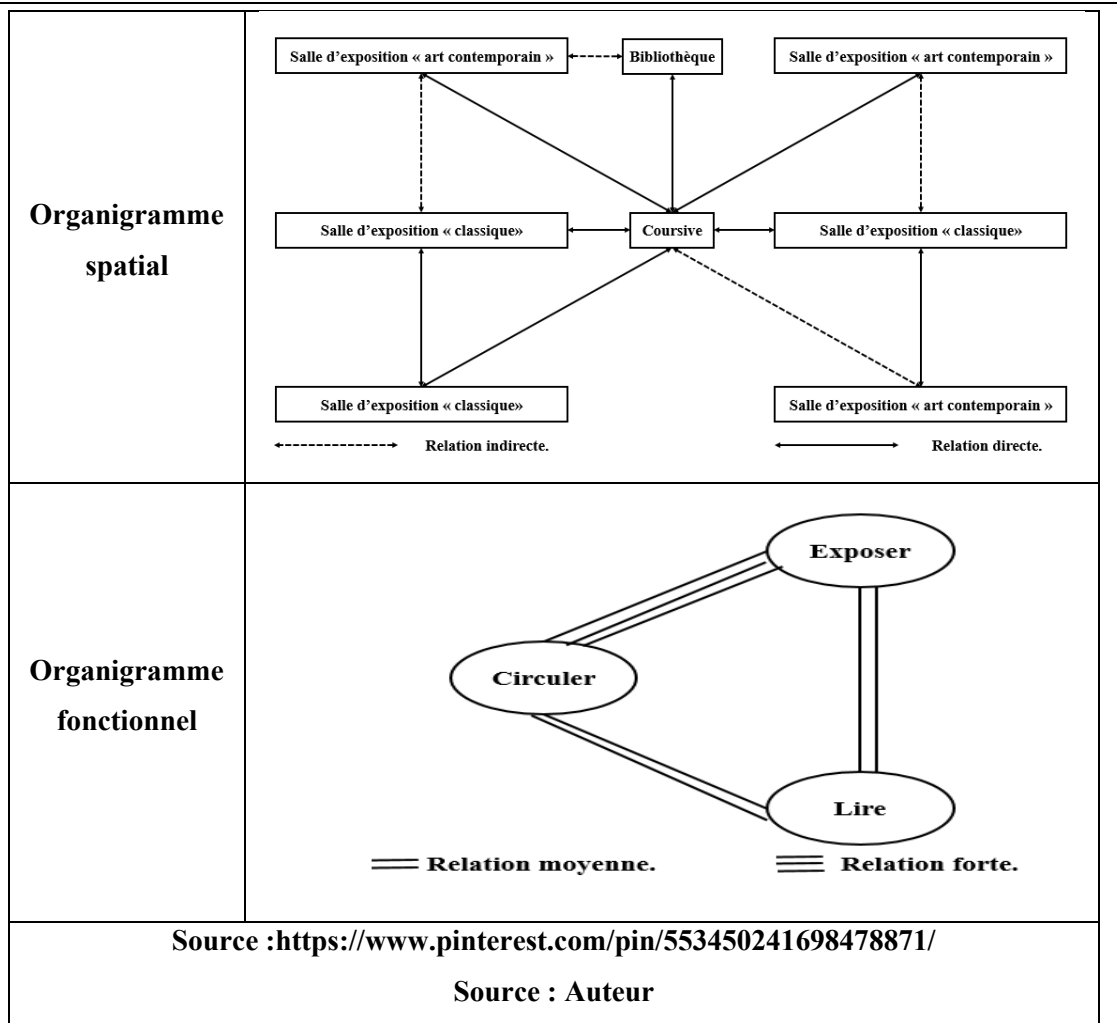 Organigramme
spatial
Salle d'exposition « art contemporain »
Bibliothèque
Salle d'exposition « art contemporain »
Salle d'exposition « classique»
Coursive
Salle d'exposition « classique»
Salle d'exposition « classique»
Salle d'exposition « art contemporain »
Relation indirecte.
Relation directe.
Organigramme
fonctionnel
Exposer
Circuler
Lire
Relation moyenne.
Relation forte.
Source :https://www.pinterest.com/pin/553450241698478871/
Source : Auteur